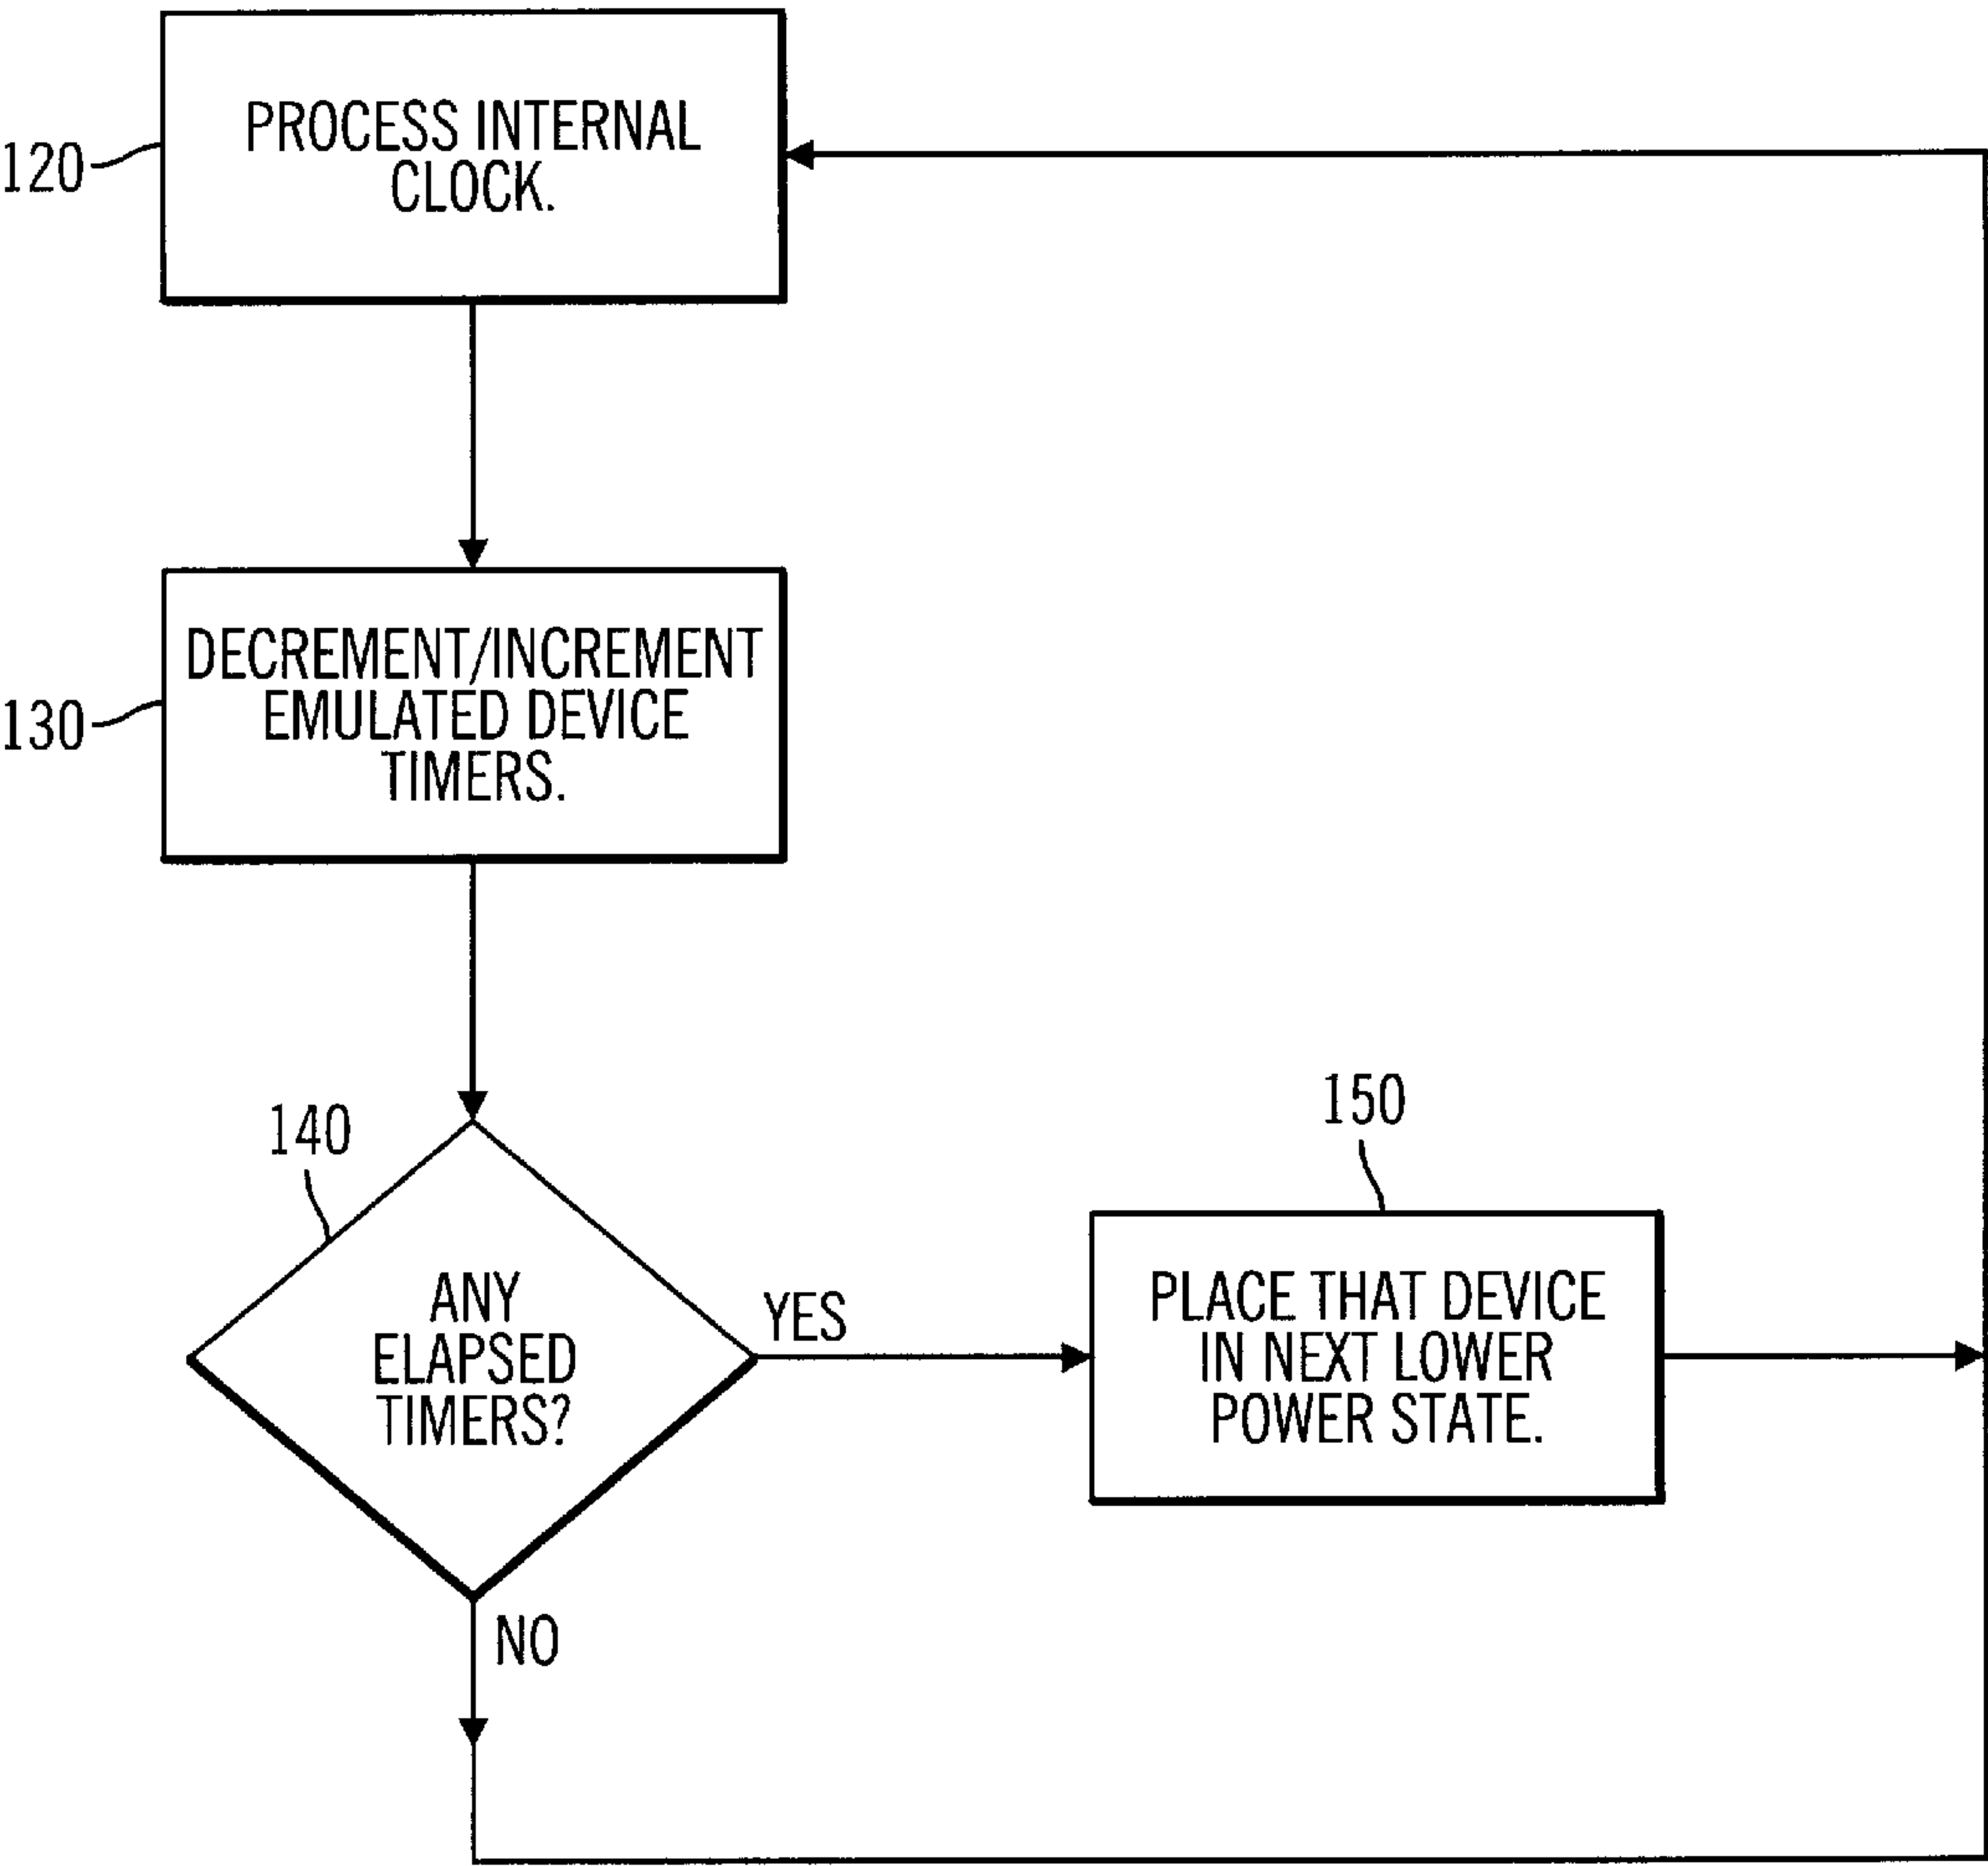 120
PROCESS INTERNAL
CLOCK.
130
DECREMENT/INCREMENT
EMULATED DEVICE
TIMERS.
140
ANY
ELAPSED
TIMERS?
YES
NO
150
PLACE THAT DEVICE
IN NEXT LOWER
POWER STATE.